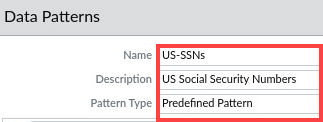 Data Patterns
Name US-SSNs
Description US Social Security Numbers
Pattern Type Predefined Pattern